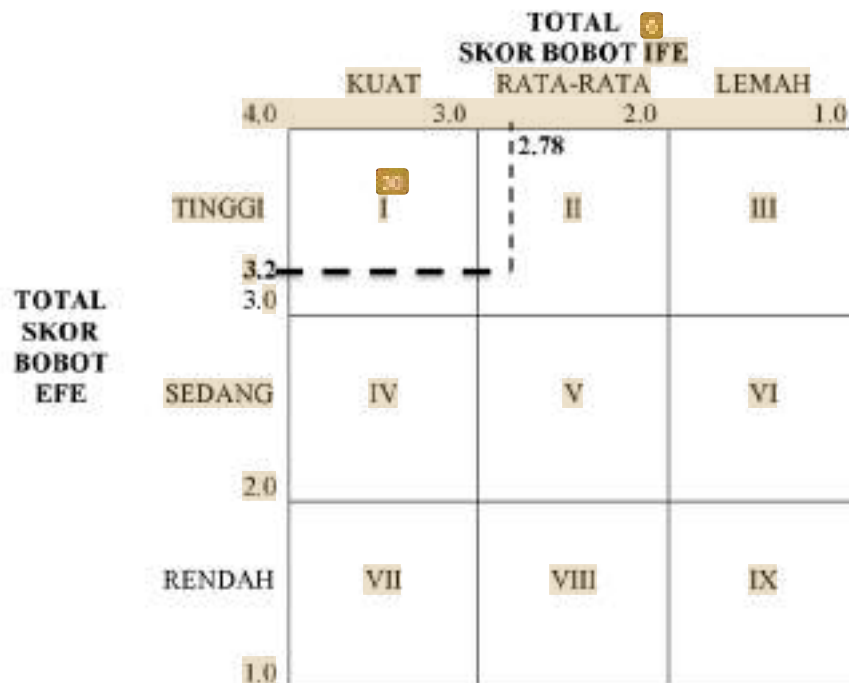 TOTAL 6
SKOR BOBOT IFE
KUAT RATA-RATA LEMAH
4.0 3.0 2.0 1.0
2.78
30
TINGGI I II III
3.2
3.0
TOTAL
SKOR
BOBOT
EFE
SEDANG IV V VI
2.0
RENDAH VII VIII IX
1.0